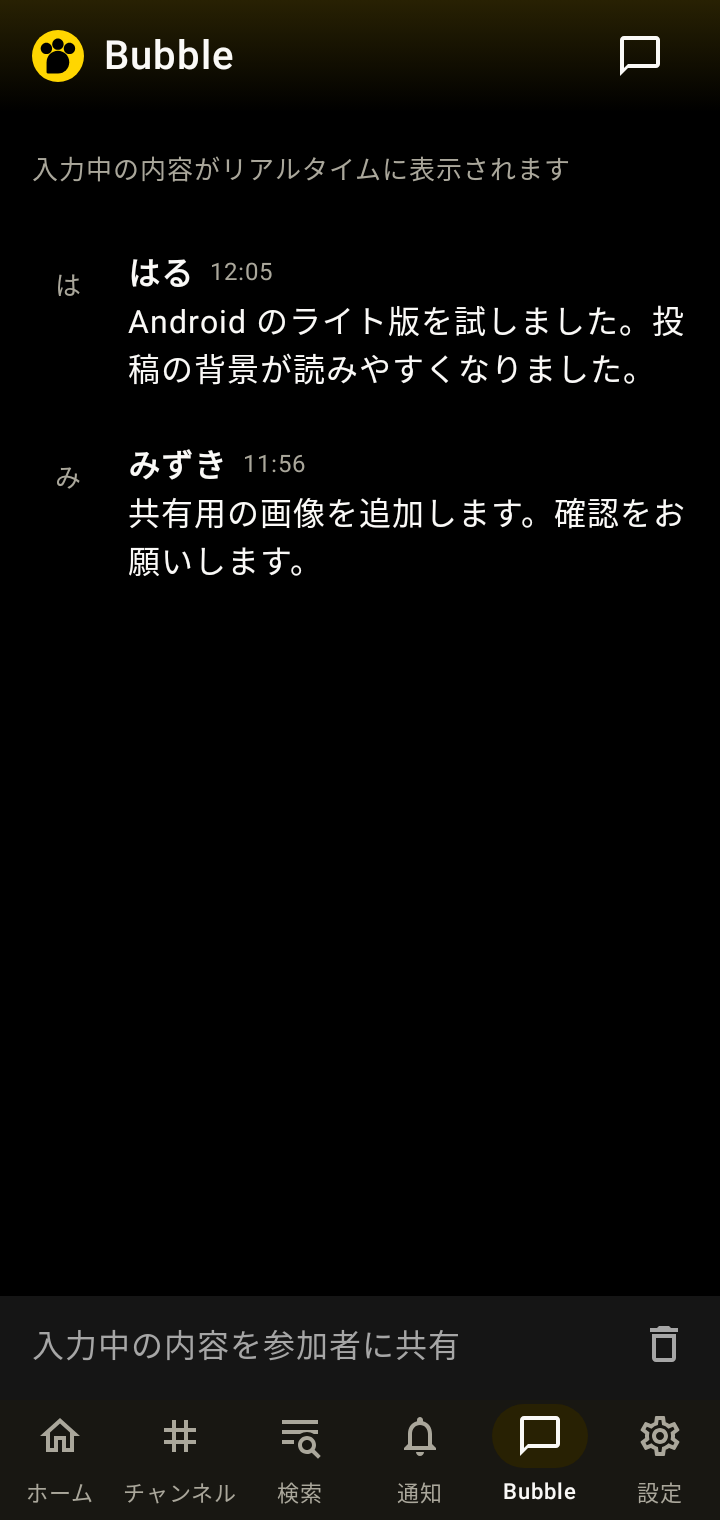 Bubble
入力中の内容がリアルタイムに表示されます
は
はる 12:05
Android のライト版を試しました。投
稿の背景が読みやすくなりました。
み
みずき 11:56
共有用の画像を追加します。確認をお
願いします。
入力中の内容を参加者に共有
ホーム チャンネル 検索 通知 Bubble 設定